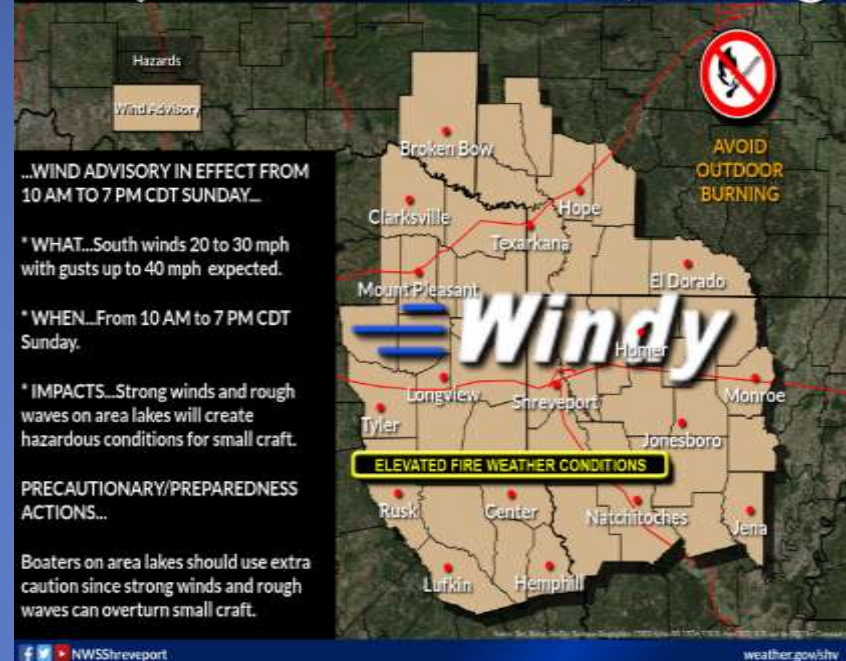 Hazards
Wind Advisory
...WIND ADVISORY IN EFFECT FROM
10 AM TO 7 PM CDT SUNDAY...
* WHAT...South winds 20 to 30 mph
with gusts up to 40 mph expected.
* WHEN...From 10 AM to 7 PM CDT
Sunday.
* IMPACTS...Strong winds and rough
waves on area lakes will create
hazardous conditions for small craft.
PRECAUTIONARY/PREPAREDNESS
ACTIONS...
Boaters on area lakes should use extra
caution since strong winds and rough
waves can overturn small craft.
AVOID
OUTDOOR
BURNING
Broken Bow
Clarksville
Hope
Texarkana
Mount Pleasant
El Dorado
Windy
Homer
Longview
Shreveport
Monroe
Tyler
Jonesboro
ELEVATED FIRE WEATHER CONDITIONS
Rusk
Center
Natchitoches
Jena
Lufkin
Hemphill
NWSShreveport
weather.gov/shv